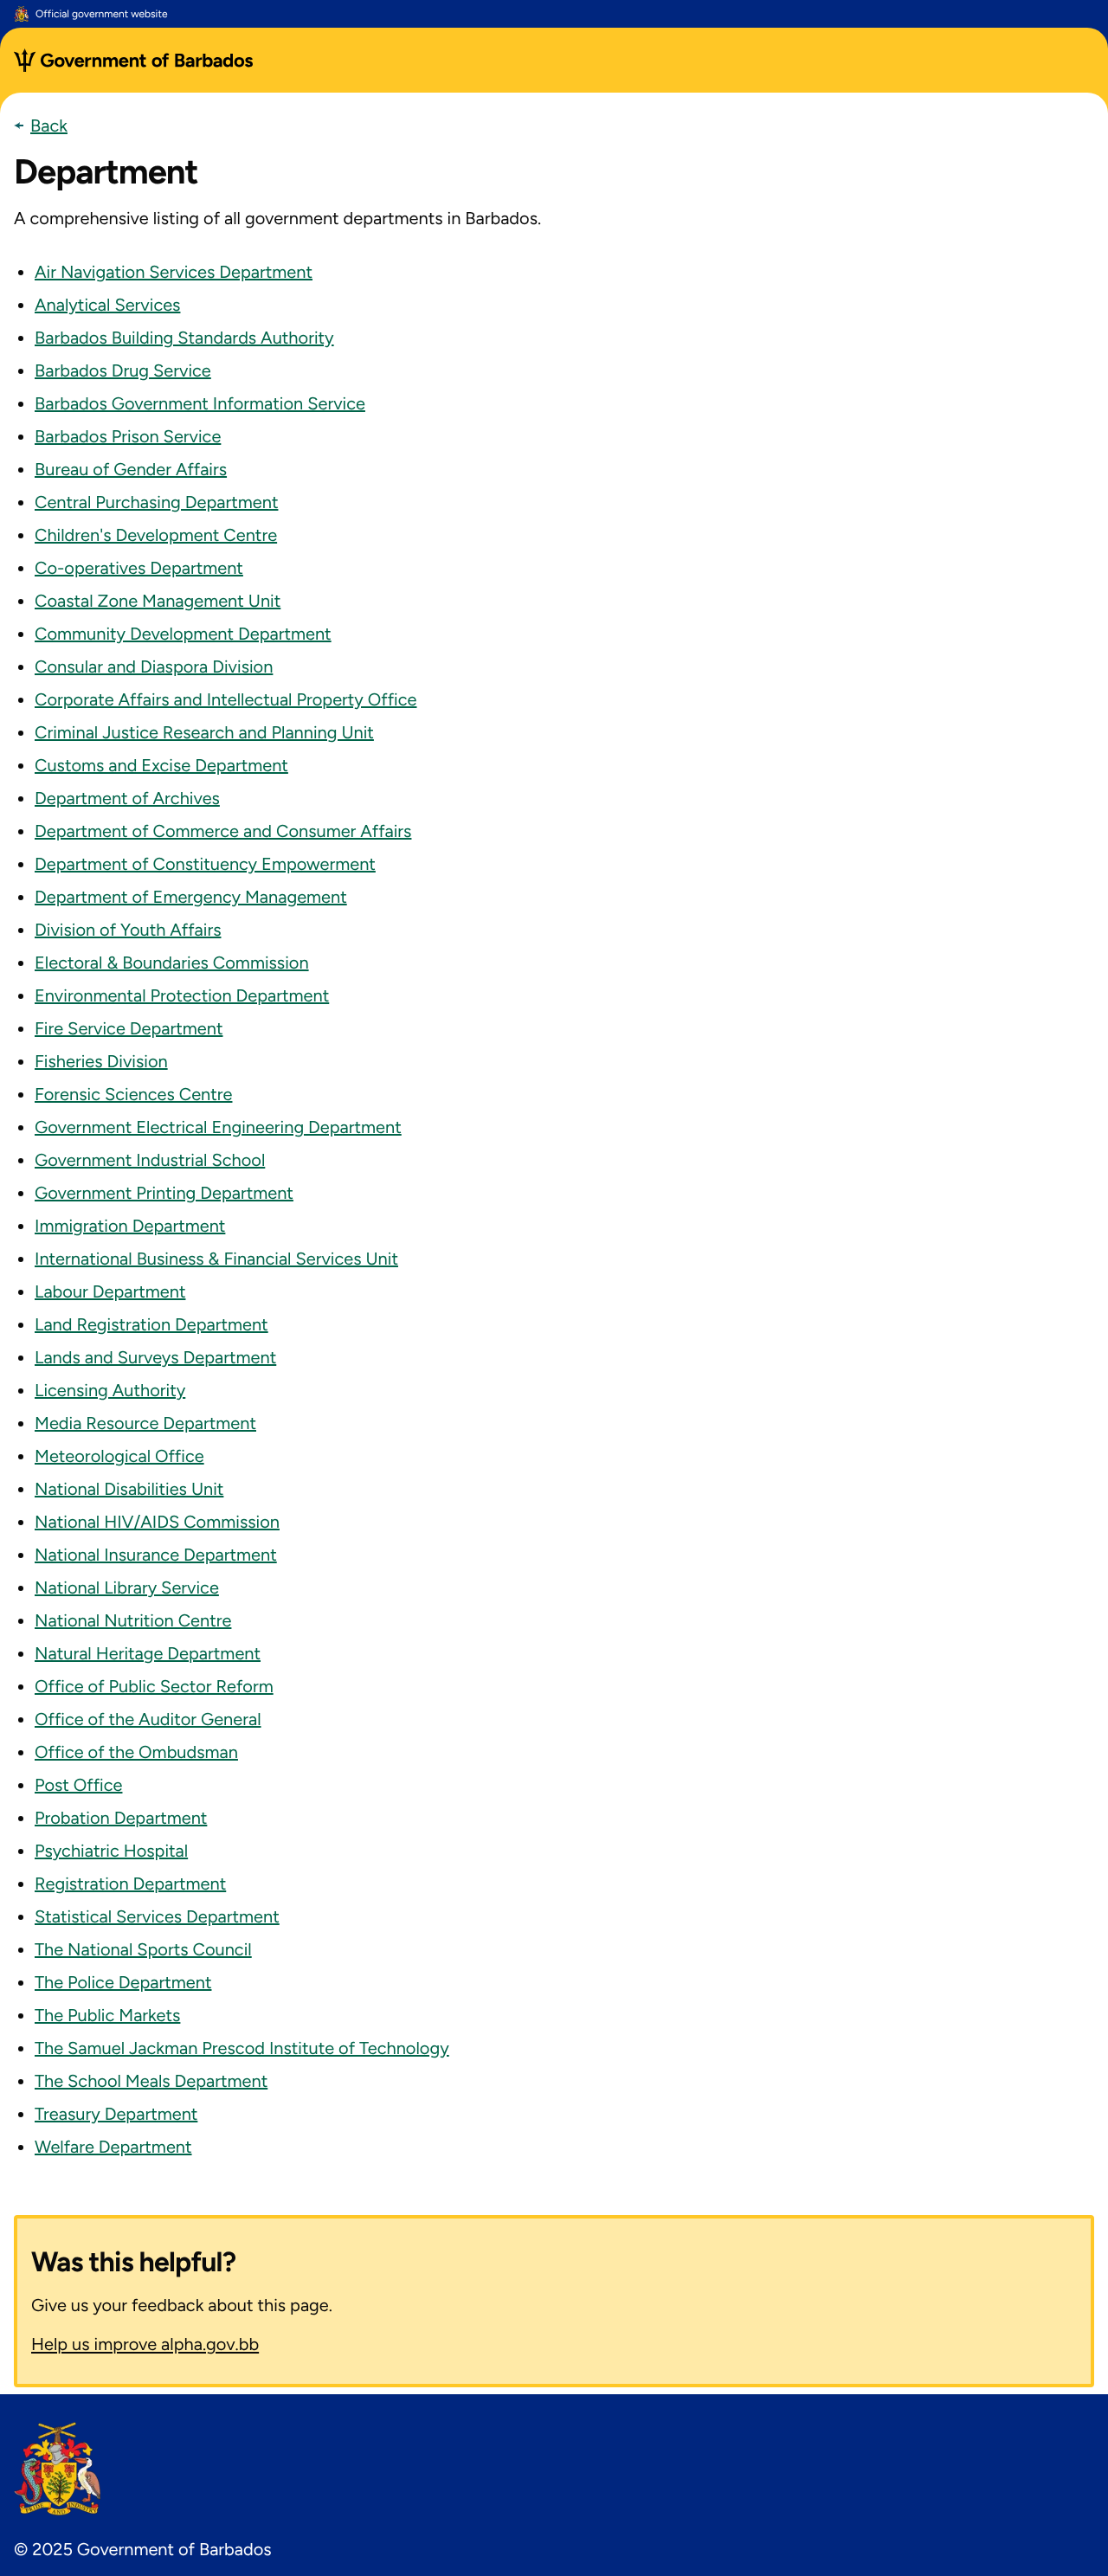 Official government website
Government of Barbados
Back
Department
A comprehensive listing of all government departments in Barbados.
Air Navigation Services Department
Analytical Services
Barbados Building Standards Authority
Barbados Drug Service
Barbados Government Information Service
Barbados Prison Service
Bureau of Gender Affairs
Central Purchasing Department
Children's Development Centre
Co-operatives Department
Coastal Zone Management Unit
Community Development Department
Consular and Diaspora Division
Corporate Affairs and Intellectual Property Office
Criminal Justice Research and Planning Unit
Customs and Excise Department
Department of Archives
Department of Commerce and Consumer Affairs
Department of Constituency Empowerment
Department of Emergency Management
Division of Youth Affairs
Electoral & Boundaries Commission
Environmental Protection Department
Fire Service Department
Fisheries Division
Forensic Sciences Centre
Government Electrical Engineering Department
Government Industrial School
Government Printing Department
Immigration Department
International Business & Financial Services Unit
Labour Department
Land Registration Department
Lands and Surveys Department
Licensing Authority
Media Resource Department
Meteorological Office
National Disabilities Unit
National HIV/AIDS Commission
National Insurance Department
National Library Service
National Nutrition Centre
Natural Heritage Department
Office of Public Sector Reform
Office of the Auditor General
Office of the Ombudsman
Post Office
Probation Department
Psychiatric Hospital
Registration Department
Statistical Services Department
The National Sports Council
The Police Department
The Public Markets
The Samuel Jackman Prescod Institute of Technology
The School Meals Department
Treasury Department
Welfare Department
Was this helpful?
Give us your feedback about this page.
Help us improve alpha.gov.bb
PRIDE AND INDUSTRY
© 2025 Government of Barbados